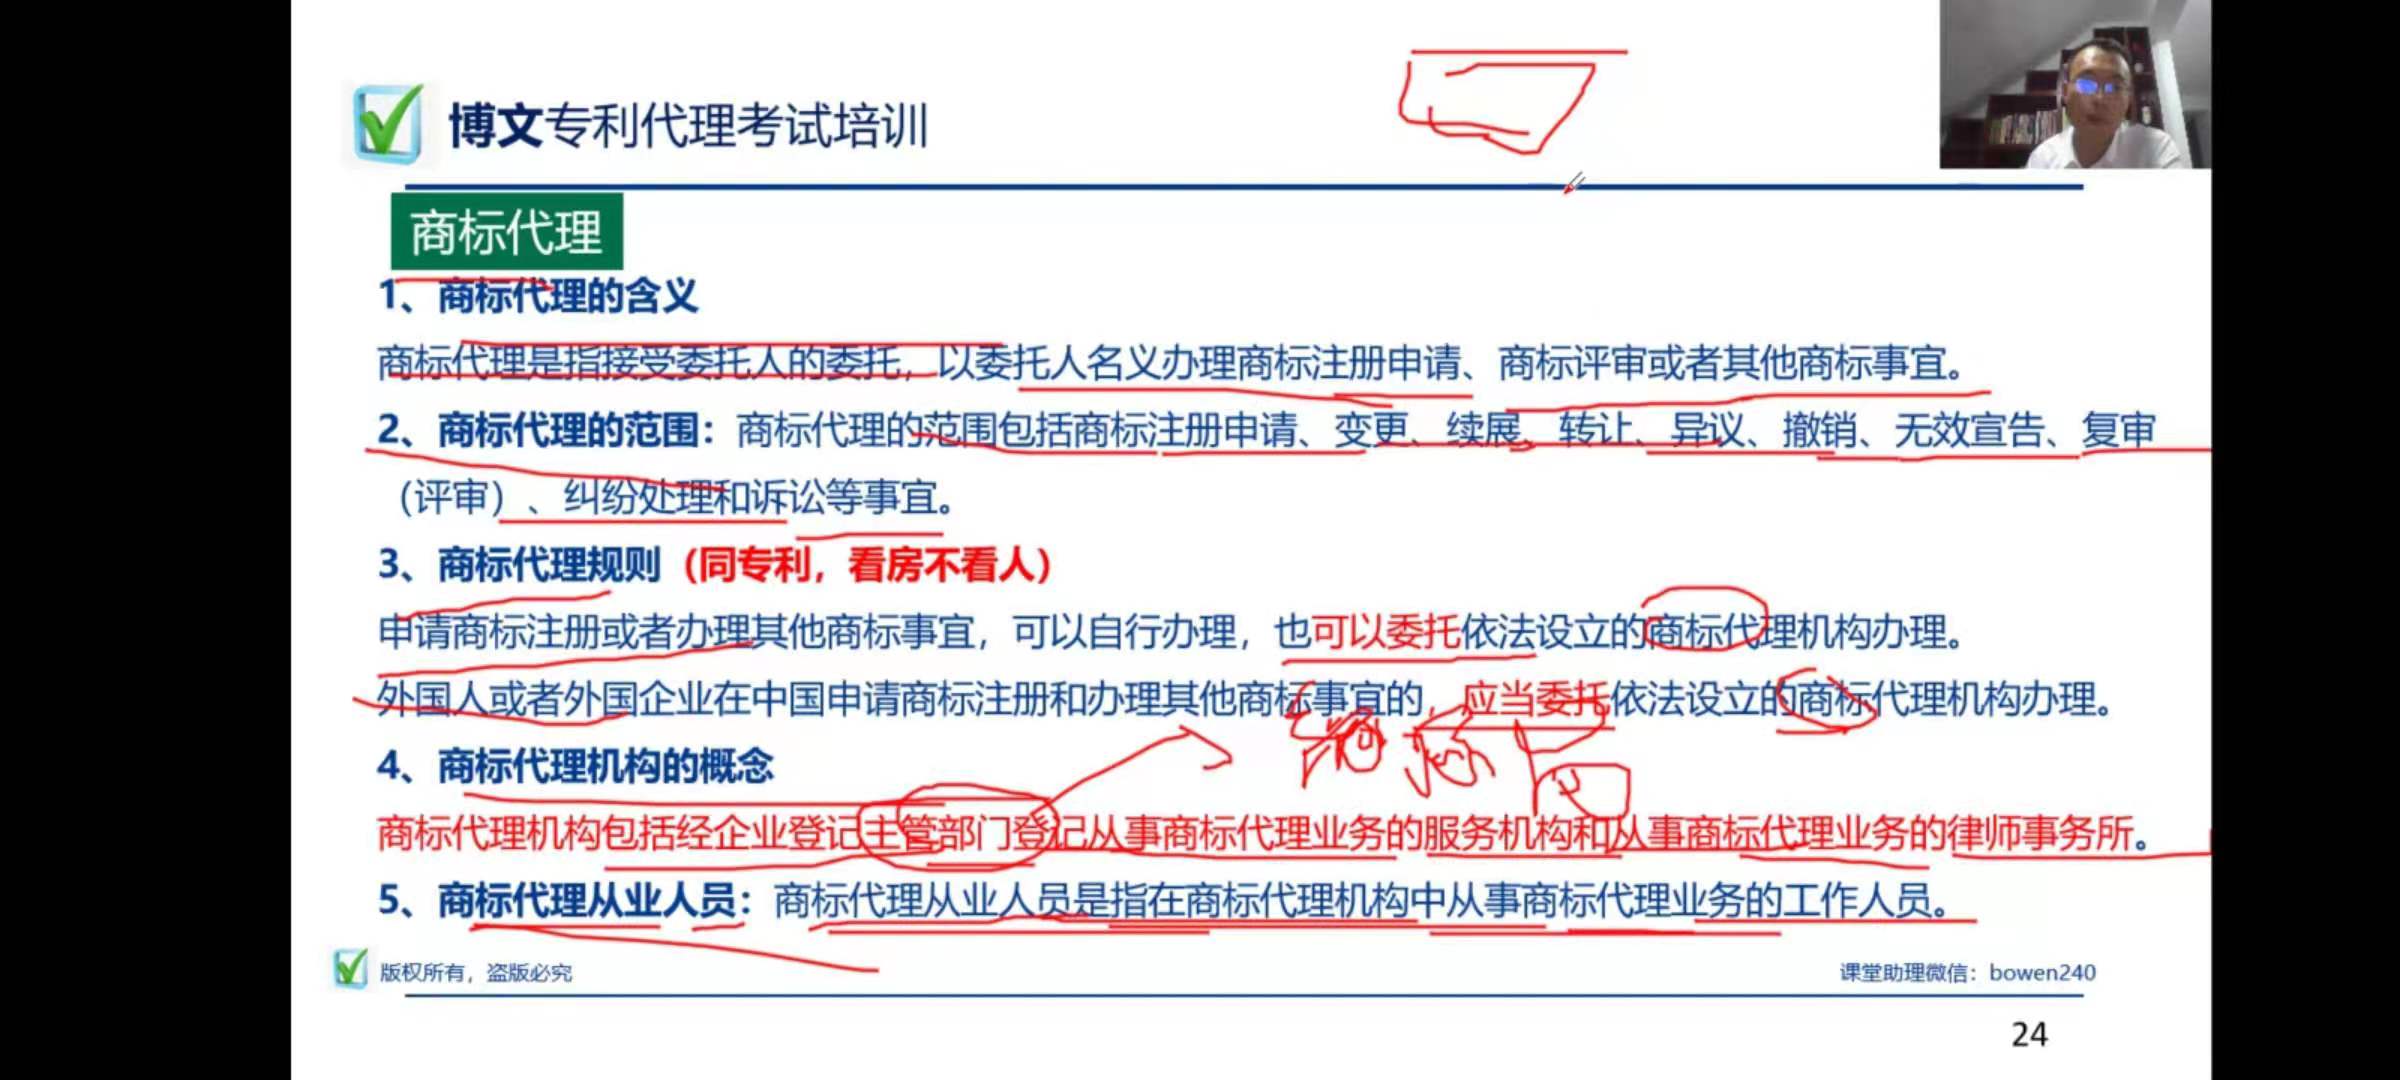 博文专利代理考试培训
商标代理
1、商标代理的含义
商标代理是指接受委托人的委托，以委托人名义办理商标注册申请、商标评审或者其他商标事宜。
2、商标代理的范围：商标代理的范围包括商标注册申请、变更、续展、转让、异议、撤销、无效宣告、复审
（评审）、纠纷处理和诉讼等事宜。
3、商标代理规则（同专利，看房不看人）
申请商标注册或者办理其他商标事宜，可以自行办理，也可以委托依法设立的商标代理机构办理。
外国人或者外国企业在中国申请商标注册和办理其他商标事宜的，应当委托依法设立的商标代理机构办理。
4、商标代理机构的概念
商标代理机构包括经企业登记主管部门登记从事商标代理业务的服务机构和从事商标代理业务的律师事务所。
5、商标代理从业人员：商标代理从业人员是指在商标代理机构中从事商标代理业务的工作人员。
版权所有，盗版必究
课堂助理微信：bowen240
24